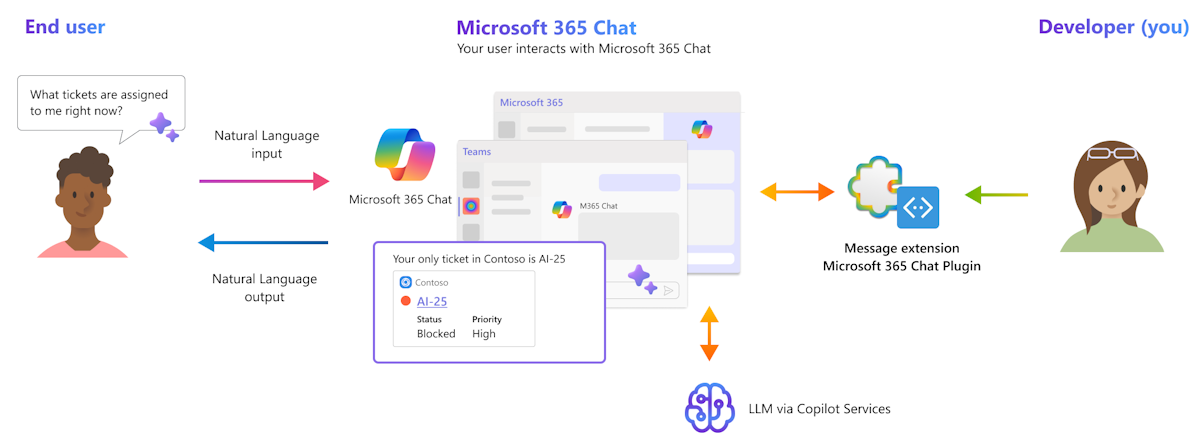 End user
Microsoft 365 Chat
Your user interacts with Microsoft 365 Chat
Developer (you)
What tickets are assigned
to me right now?
Natural Language
input
Natural Language
output
Microsoft 365 Chat
Microsoft 365
Teams
M365 Chat
Your only ticket in Contoso is AI-25
Contoso
AI-25
Status Priority
Blocked High
Message extension
Microsoft 365 Chat Plugin
LLM via Copilot Services